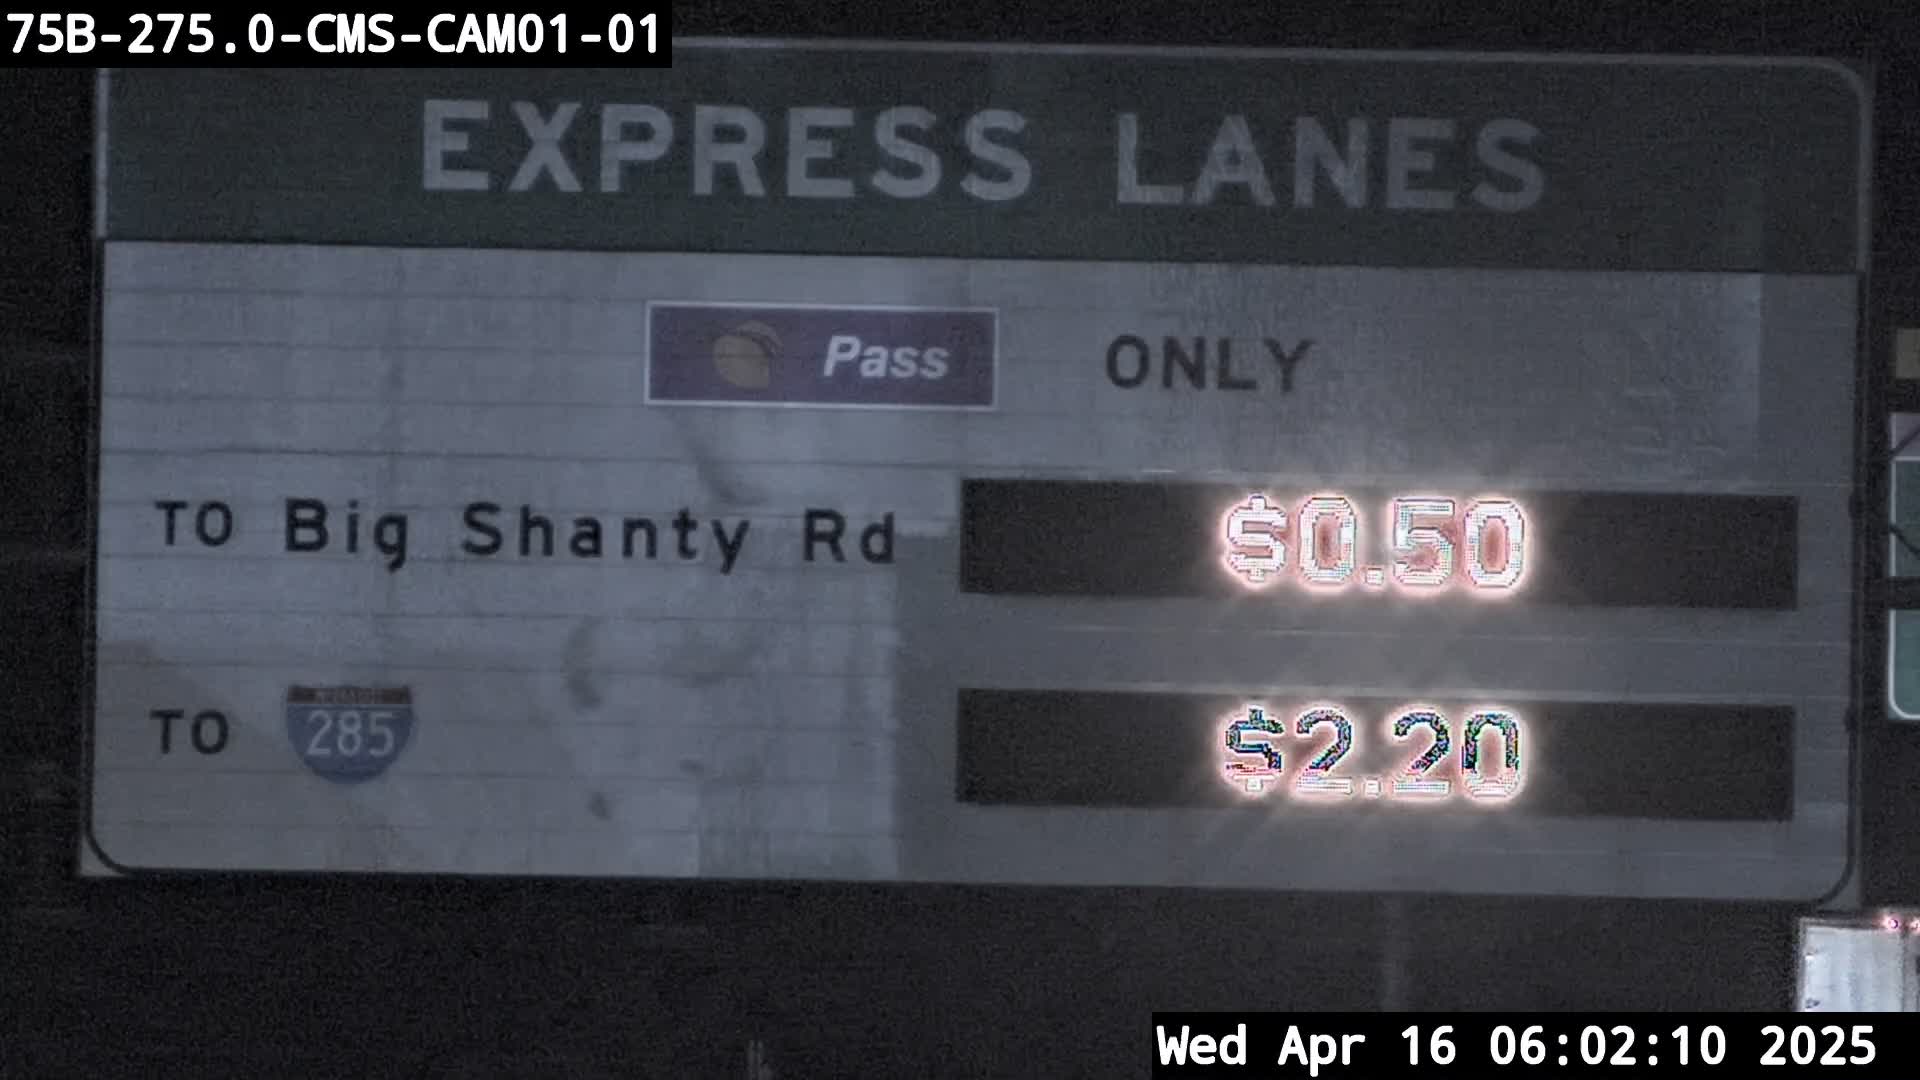 75B-275.0-CMS-CAM01-01
EXPRESS LANES
Pass ONLY
TO Big Shanty Rd $0.50
TO 285 $2.20
Wed Apr 16 06:02:10 2025